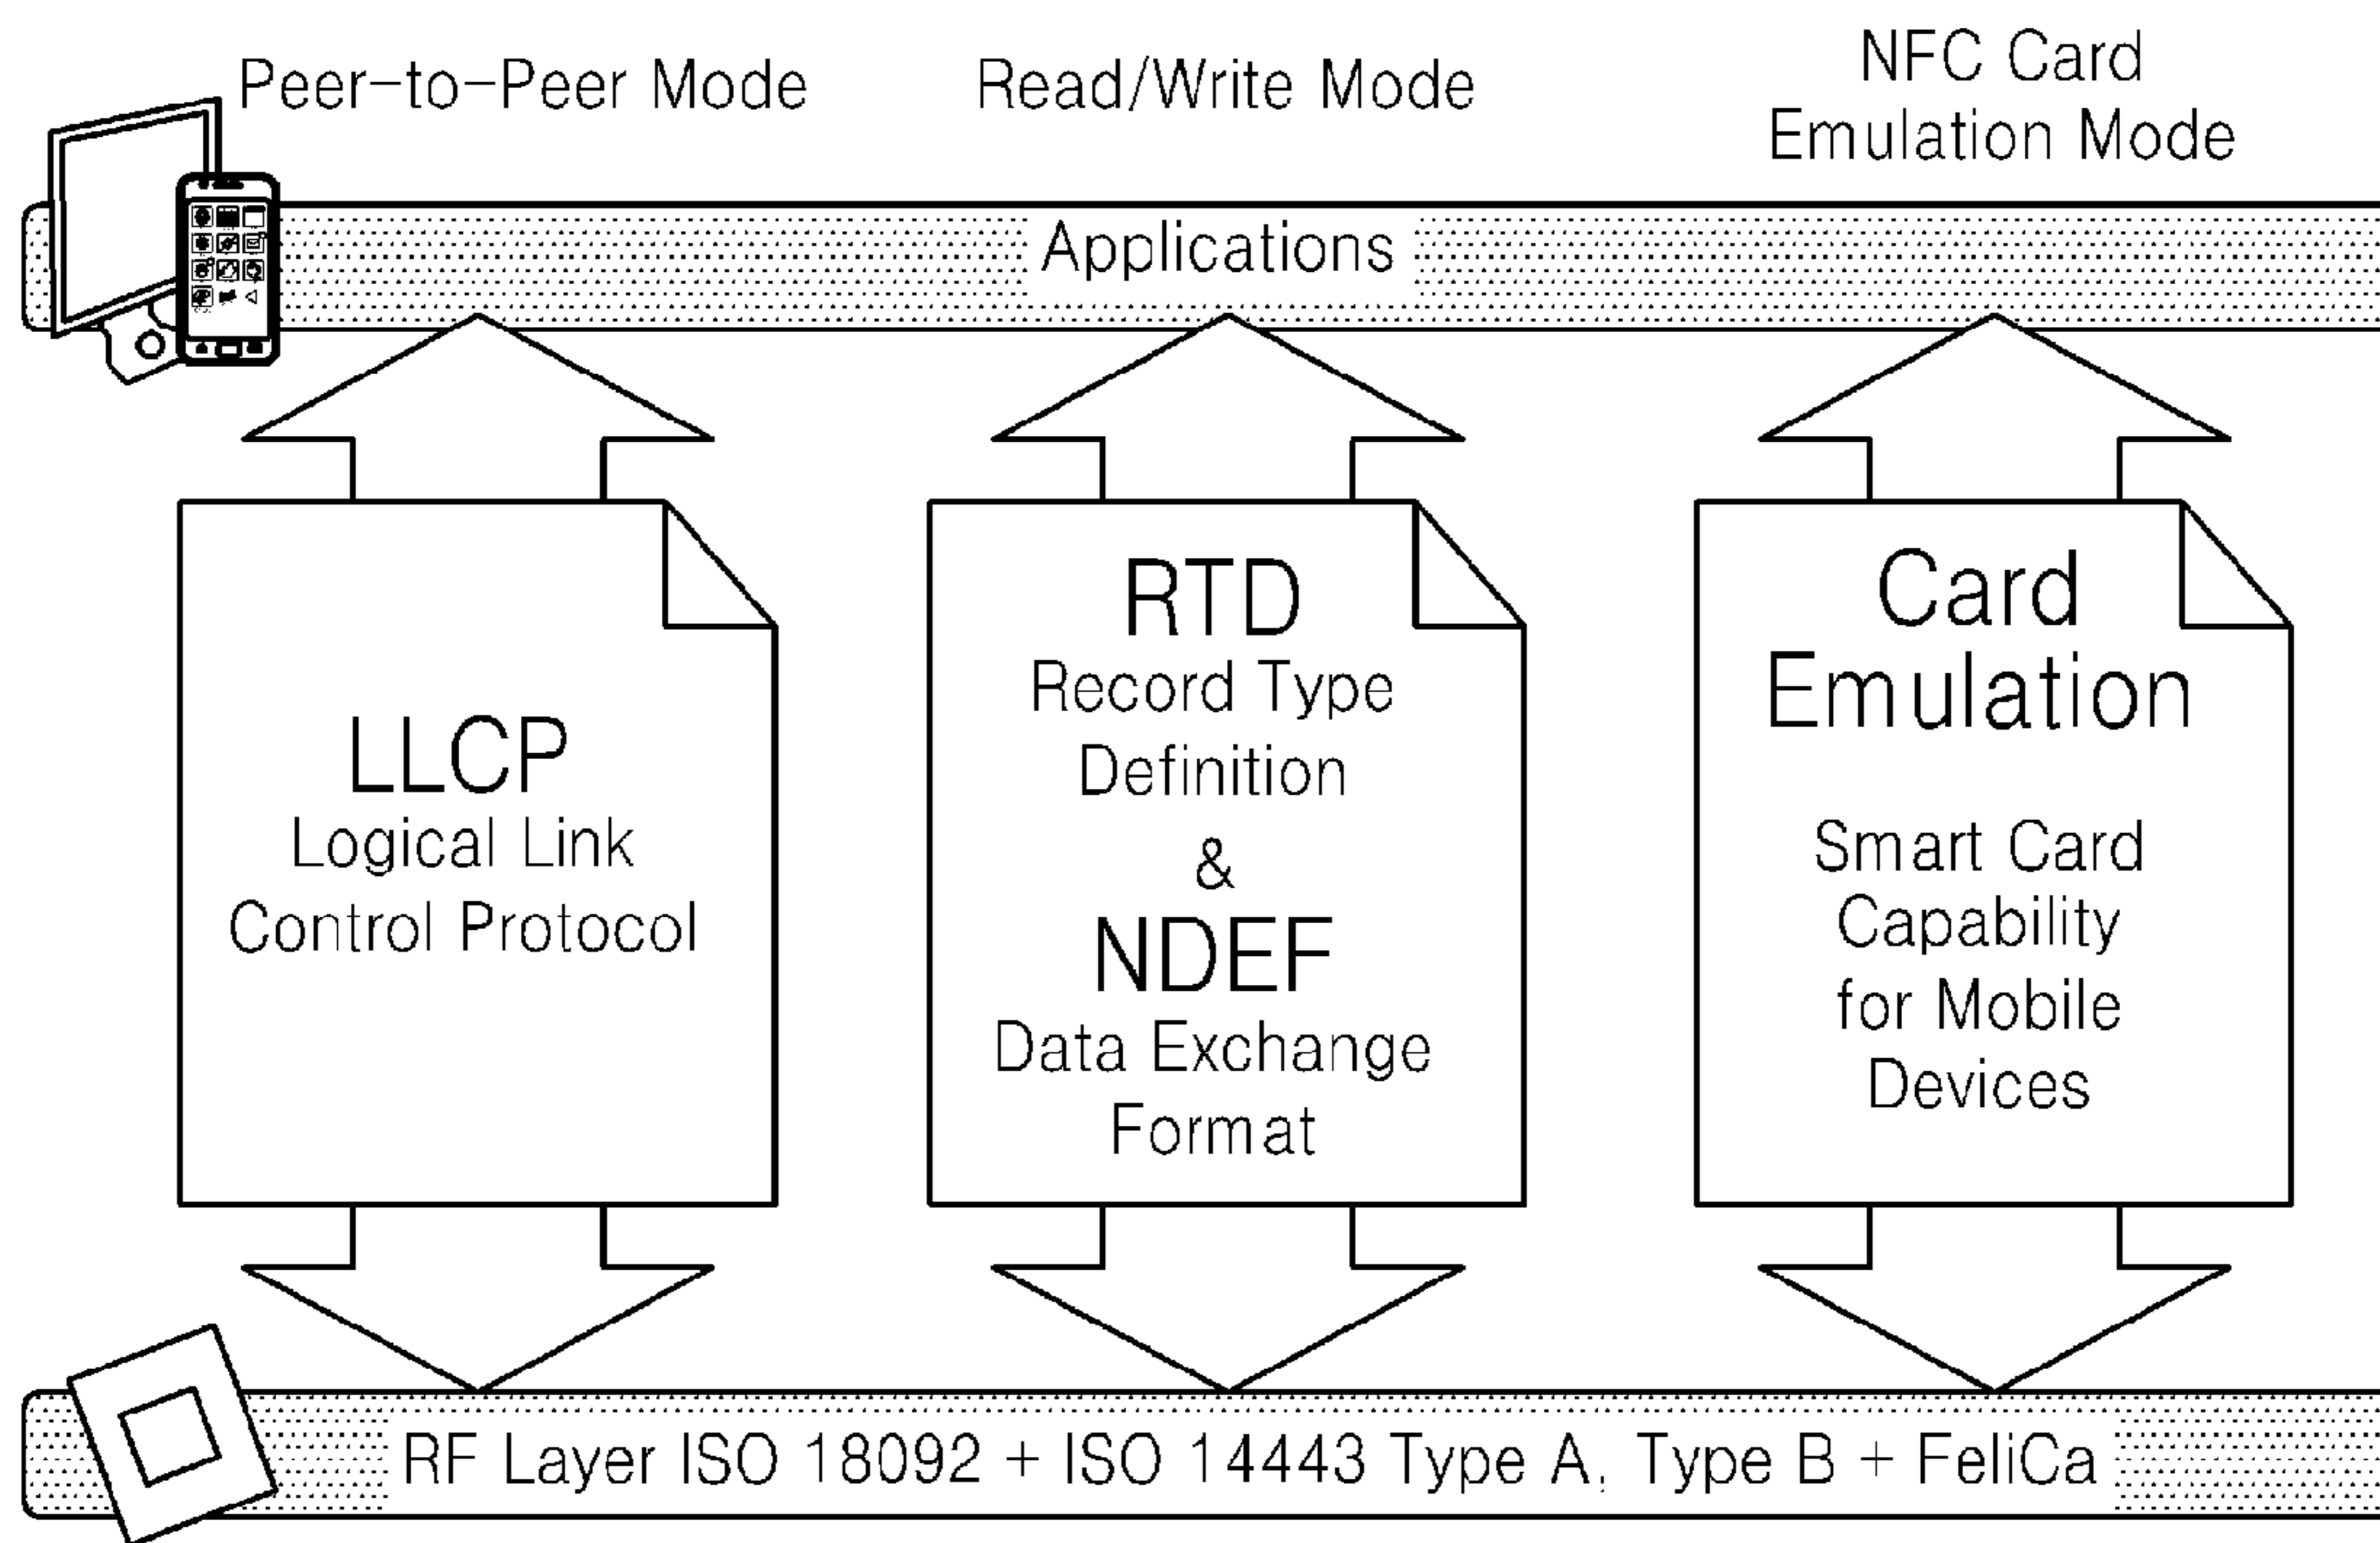 Peer-to-Peer Mode
Read/Write Mode
NFC Card
Emulation Mode
Applications
LLCP
Logical Link
Control Protocol
RTD
Record Type
Definition
&
NDEF
Data Exchange
Format
Card
Emulation
Smart Card
Capability
for Mobile
Devices
RF Layer ISO 18092 + ISO 14443 Type A, Type B + FeliCa